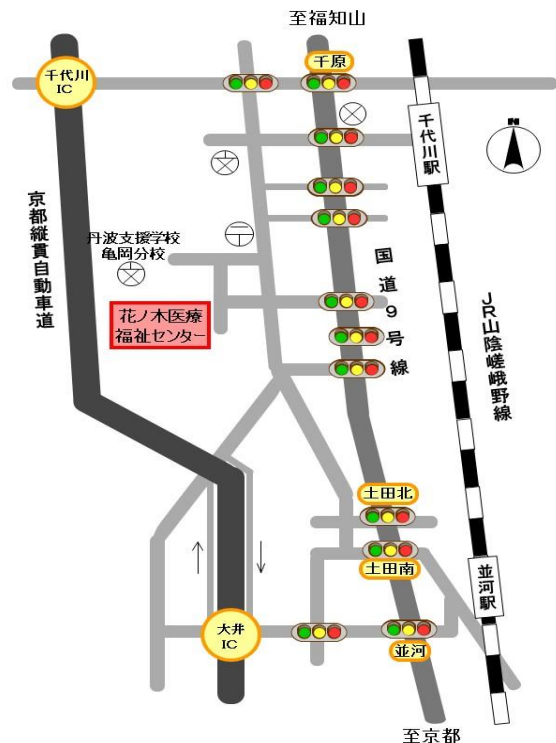 至福知山
千代川
IC
千原
千代川駅
丹波支援学校
亀岡分校
京都縦貫自動車道
国道9号線
JR山陰嵯峨野線
花ノ木医療
福祉センター
土田北
土田南
並河駅
大井
IC
並河
至京都